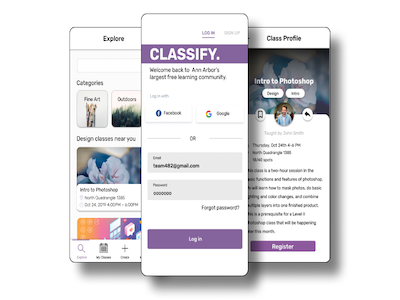 Explore
Categories
Fine Art
Outdoors
Design classes near you
Intro to Photoshop
North Quadrangle 1265
Oct 24, 2019 4:00PM - 6:00PM
Explore
My Classes
Create
LOG IN
SIGN UP
CLASSIFY.
Welcome back to Ann Arbor's
largest free learning community.
Log in with:
Facebook
Google
OR
Email
team482@gmail.com
Password
0000000
Forgot password?
Log in
Class Profile
Intro to Photoshop
Design
Intro
Taught by John Smith
Thursday, Oct 24th 4-6 PM
North Quadrangle 1265
18/40 spots
this class is a two-hour session in the
basic functions and features of photoshop.
will learn how to mask photos, do basic
lighting and color changes, and combine
multiple layers into one finished product.
This is a prerequisite for a Level II
Photoshop class that will be happening
after this month.
Register